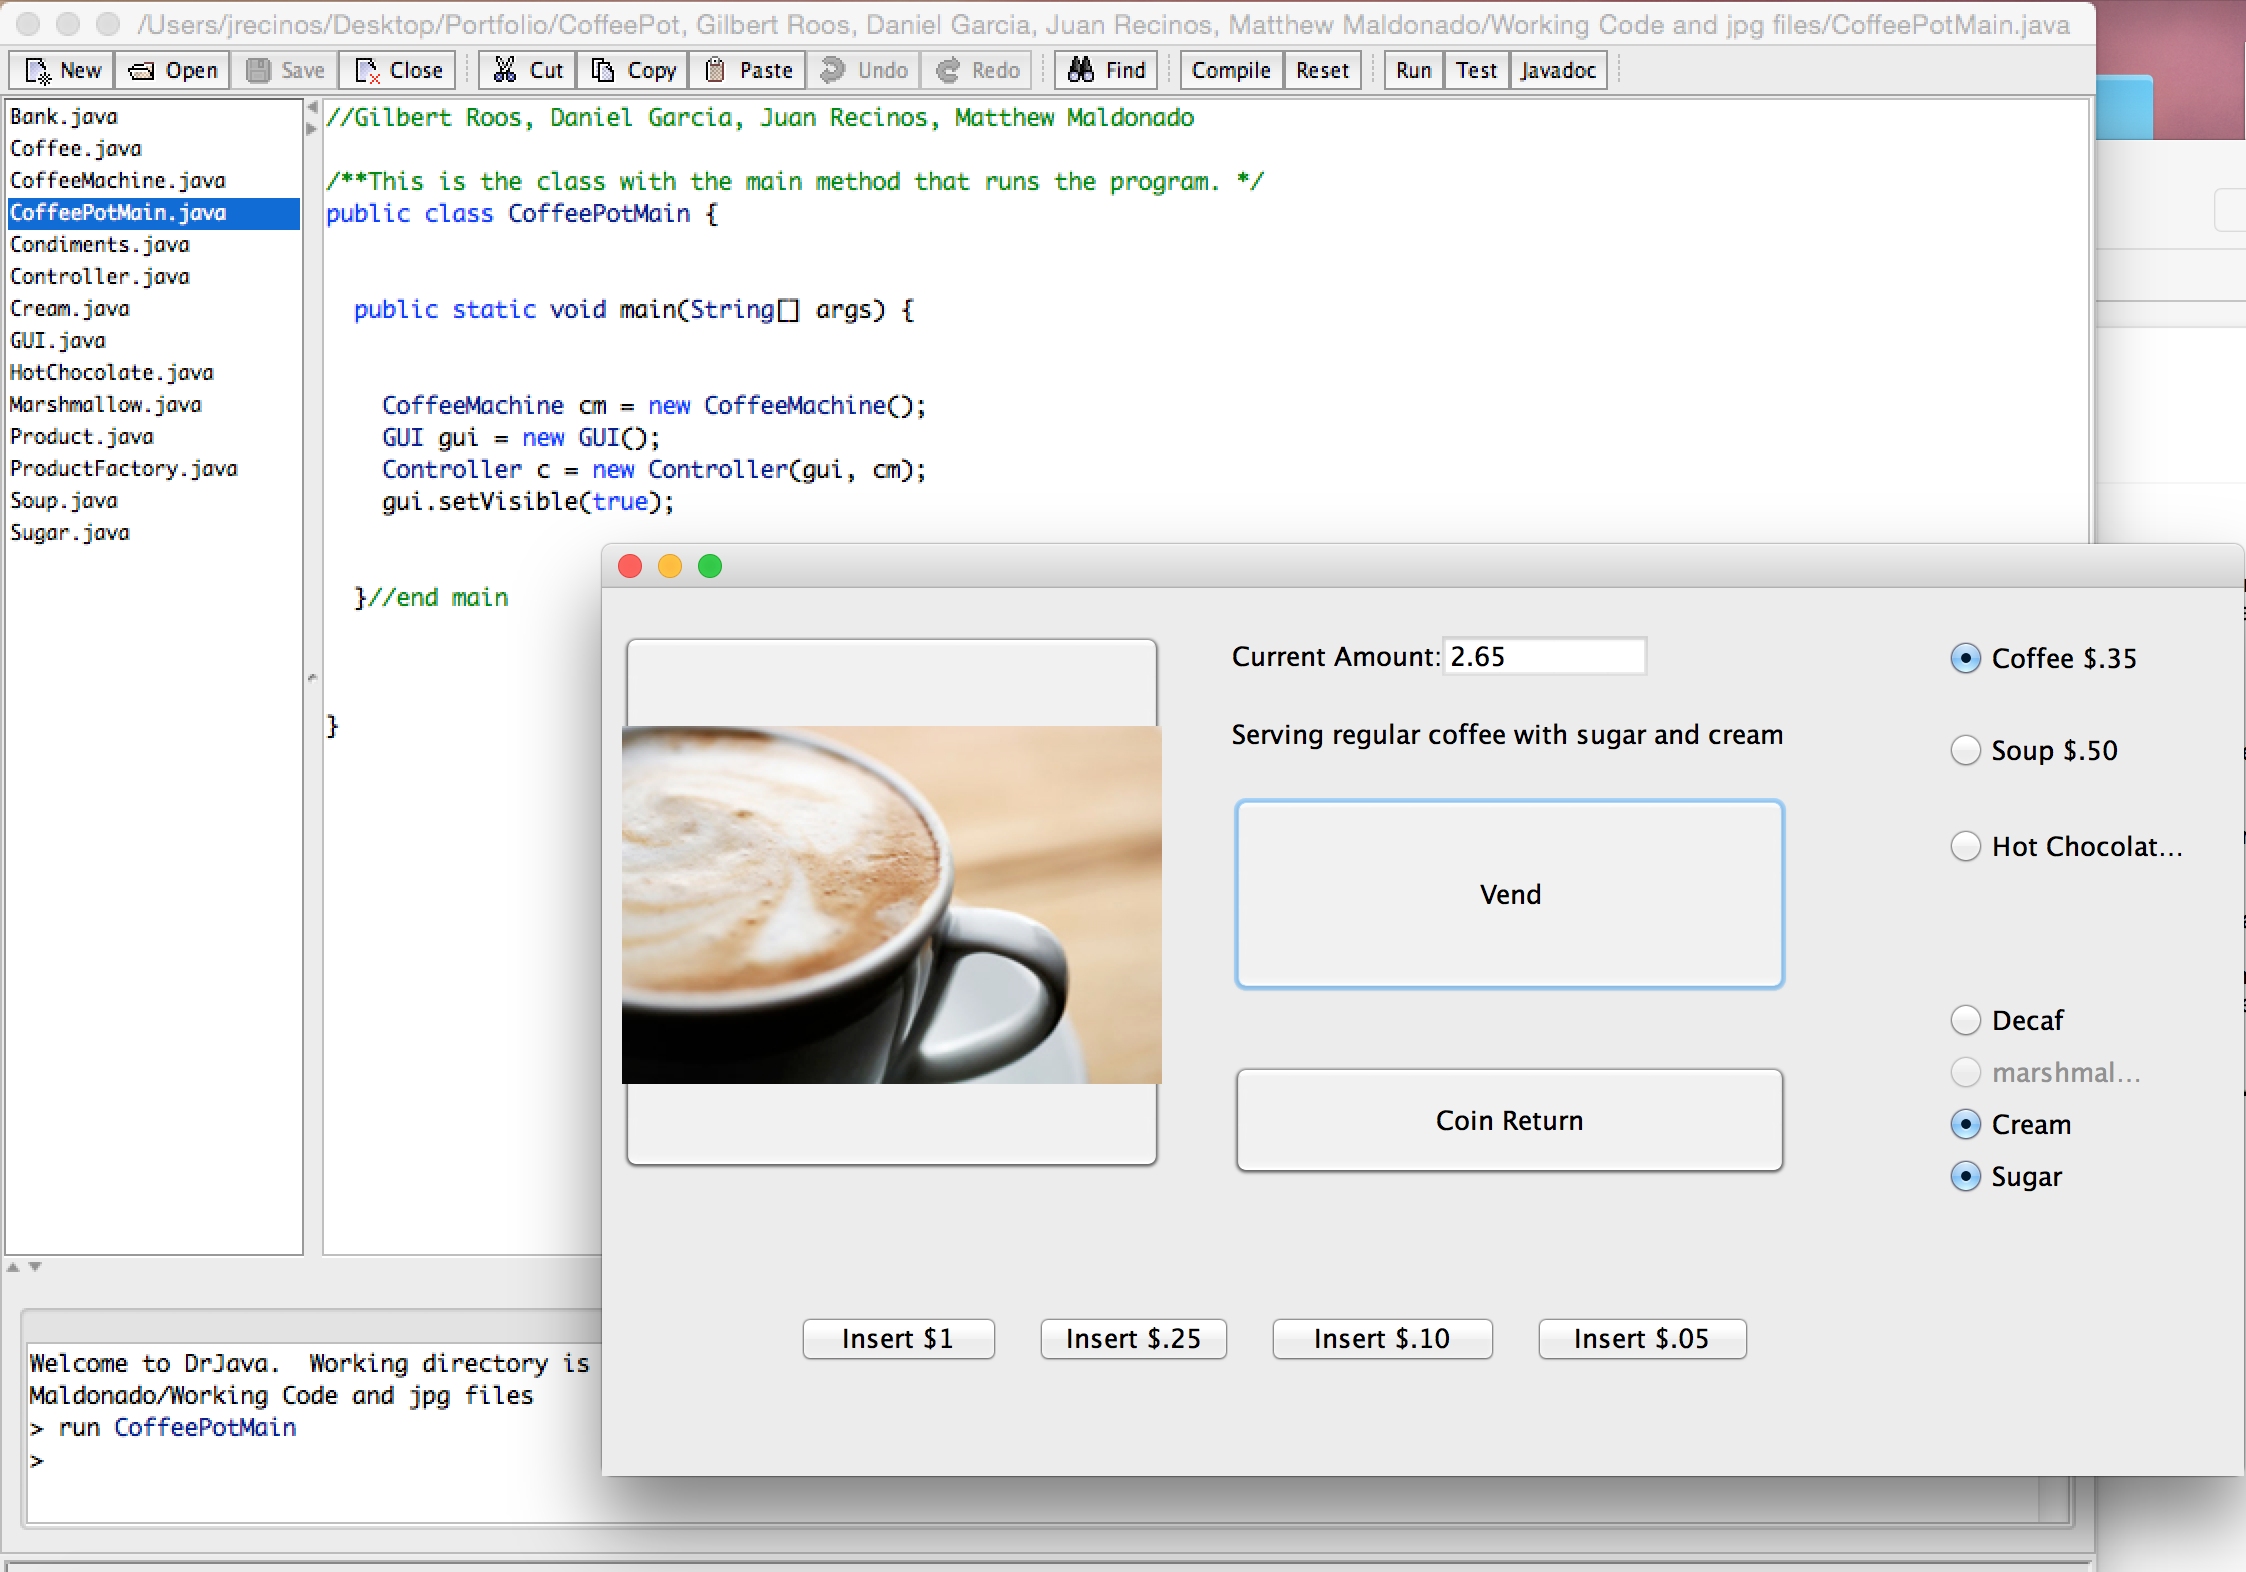 /Users/jrecinos/Desktop/Portfolio/CoffeePot, Gilbert Roos, Daniel Garcia, Juan Recinos, Matthew Maldonado/Working Code and jpg files/CoffeePotMain.java
New Open Save Close Cut Copy Paste Undo Redo Find Compile Reset Run Test Javadoc
Bank.java
Coffee.java
CoffeeMachine.java
CoffeePotMain.java
Condiments.java
Controller.java
Cream.java
GUI.java
HotChocolate.java
Marshmallow.java
Product.java
ProductFactory.java
Soup.java
Sugar.java
//Gilbert Roos, Daniel Garcia, Juan Recinos, Matthew Maldonado
/**This is the class with the main method that runs the program. */
public class CoffeePotMain {
public static void main(String[] args) {
CoffeeMachine cm = new CoffeeMachine();
GUI gui = new GUI();
Controller c = new Controller(gui, cm);
gui.setVisible(true);
}//end main
}
Current Amount: 2.65
Serving regular coffee with sugar and cream
Vend
Coin Return
Coffee $.35
Soup $.50
Hot Chocolat...
Decaf
marshmal...
Cream
Sugar
Insert $1 Insert $.25 Insert $.10 Insert $.05
Welcome to DrJava.  Working directory is
Maldonado/Working Code and jpg files
> run CoffeePotMain
>